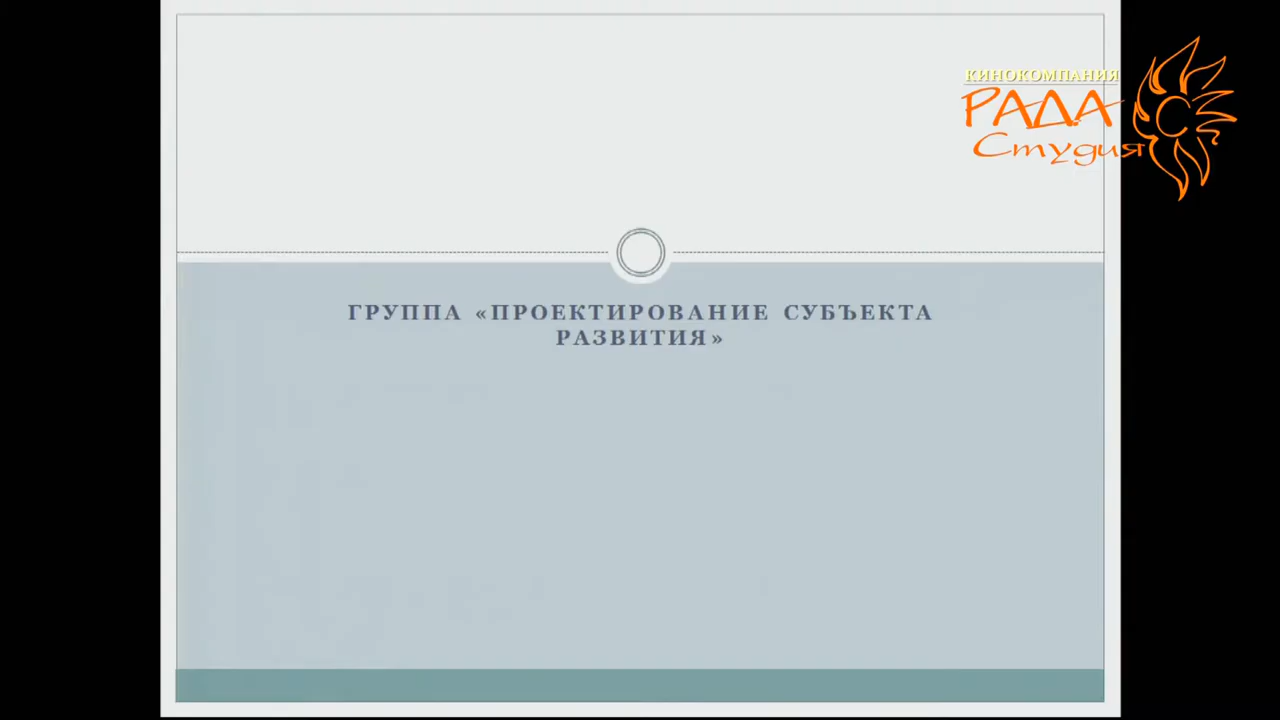 КИНОКОМПАНИЯ
РАДА
Студия
ГРУППА «ПРОЕКТИРОВАНИЕ СУБЪЕКТА
РАЗВИТИЯ»